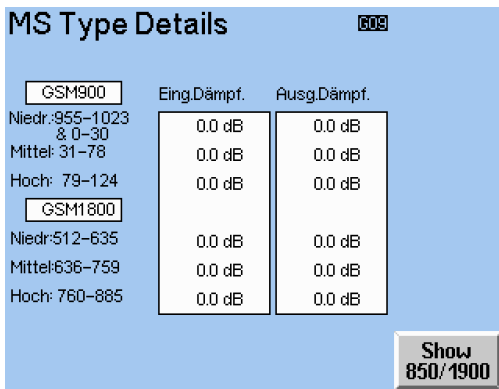 MS Type Details G09
GSM900 Eing.Dämpf. Ausg.Dämpf.
Niedr.:955-1023 0.0 dB 0.0 dB
& 0-30
Mittel: 31-78 0.0 dB 0.0 dB
Hoch: 79-124 0.0 dB 0.0 dB
GSM1800
Niedr:512-635 0.0 dB 0.0 dB
Mittel:636-759 0.0 dB 0.0 dB
Hoch: 760-885 0.0 dB 0.0 dB
Show
850/1900